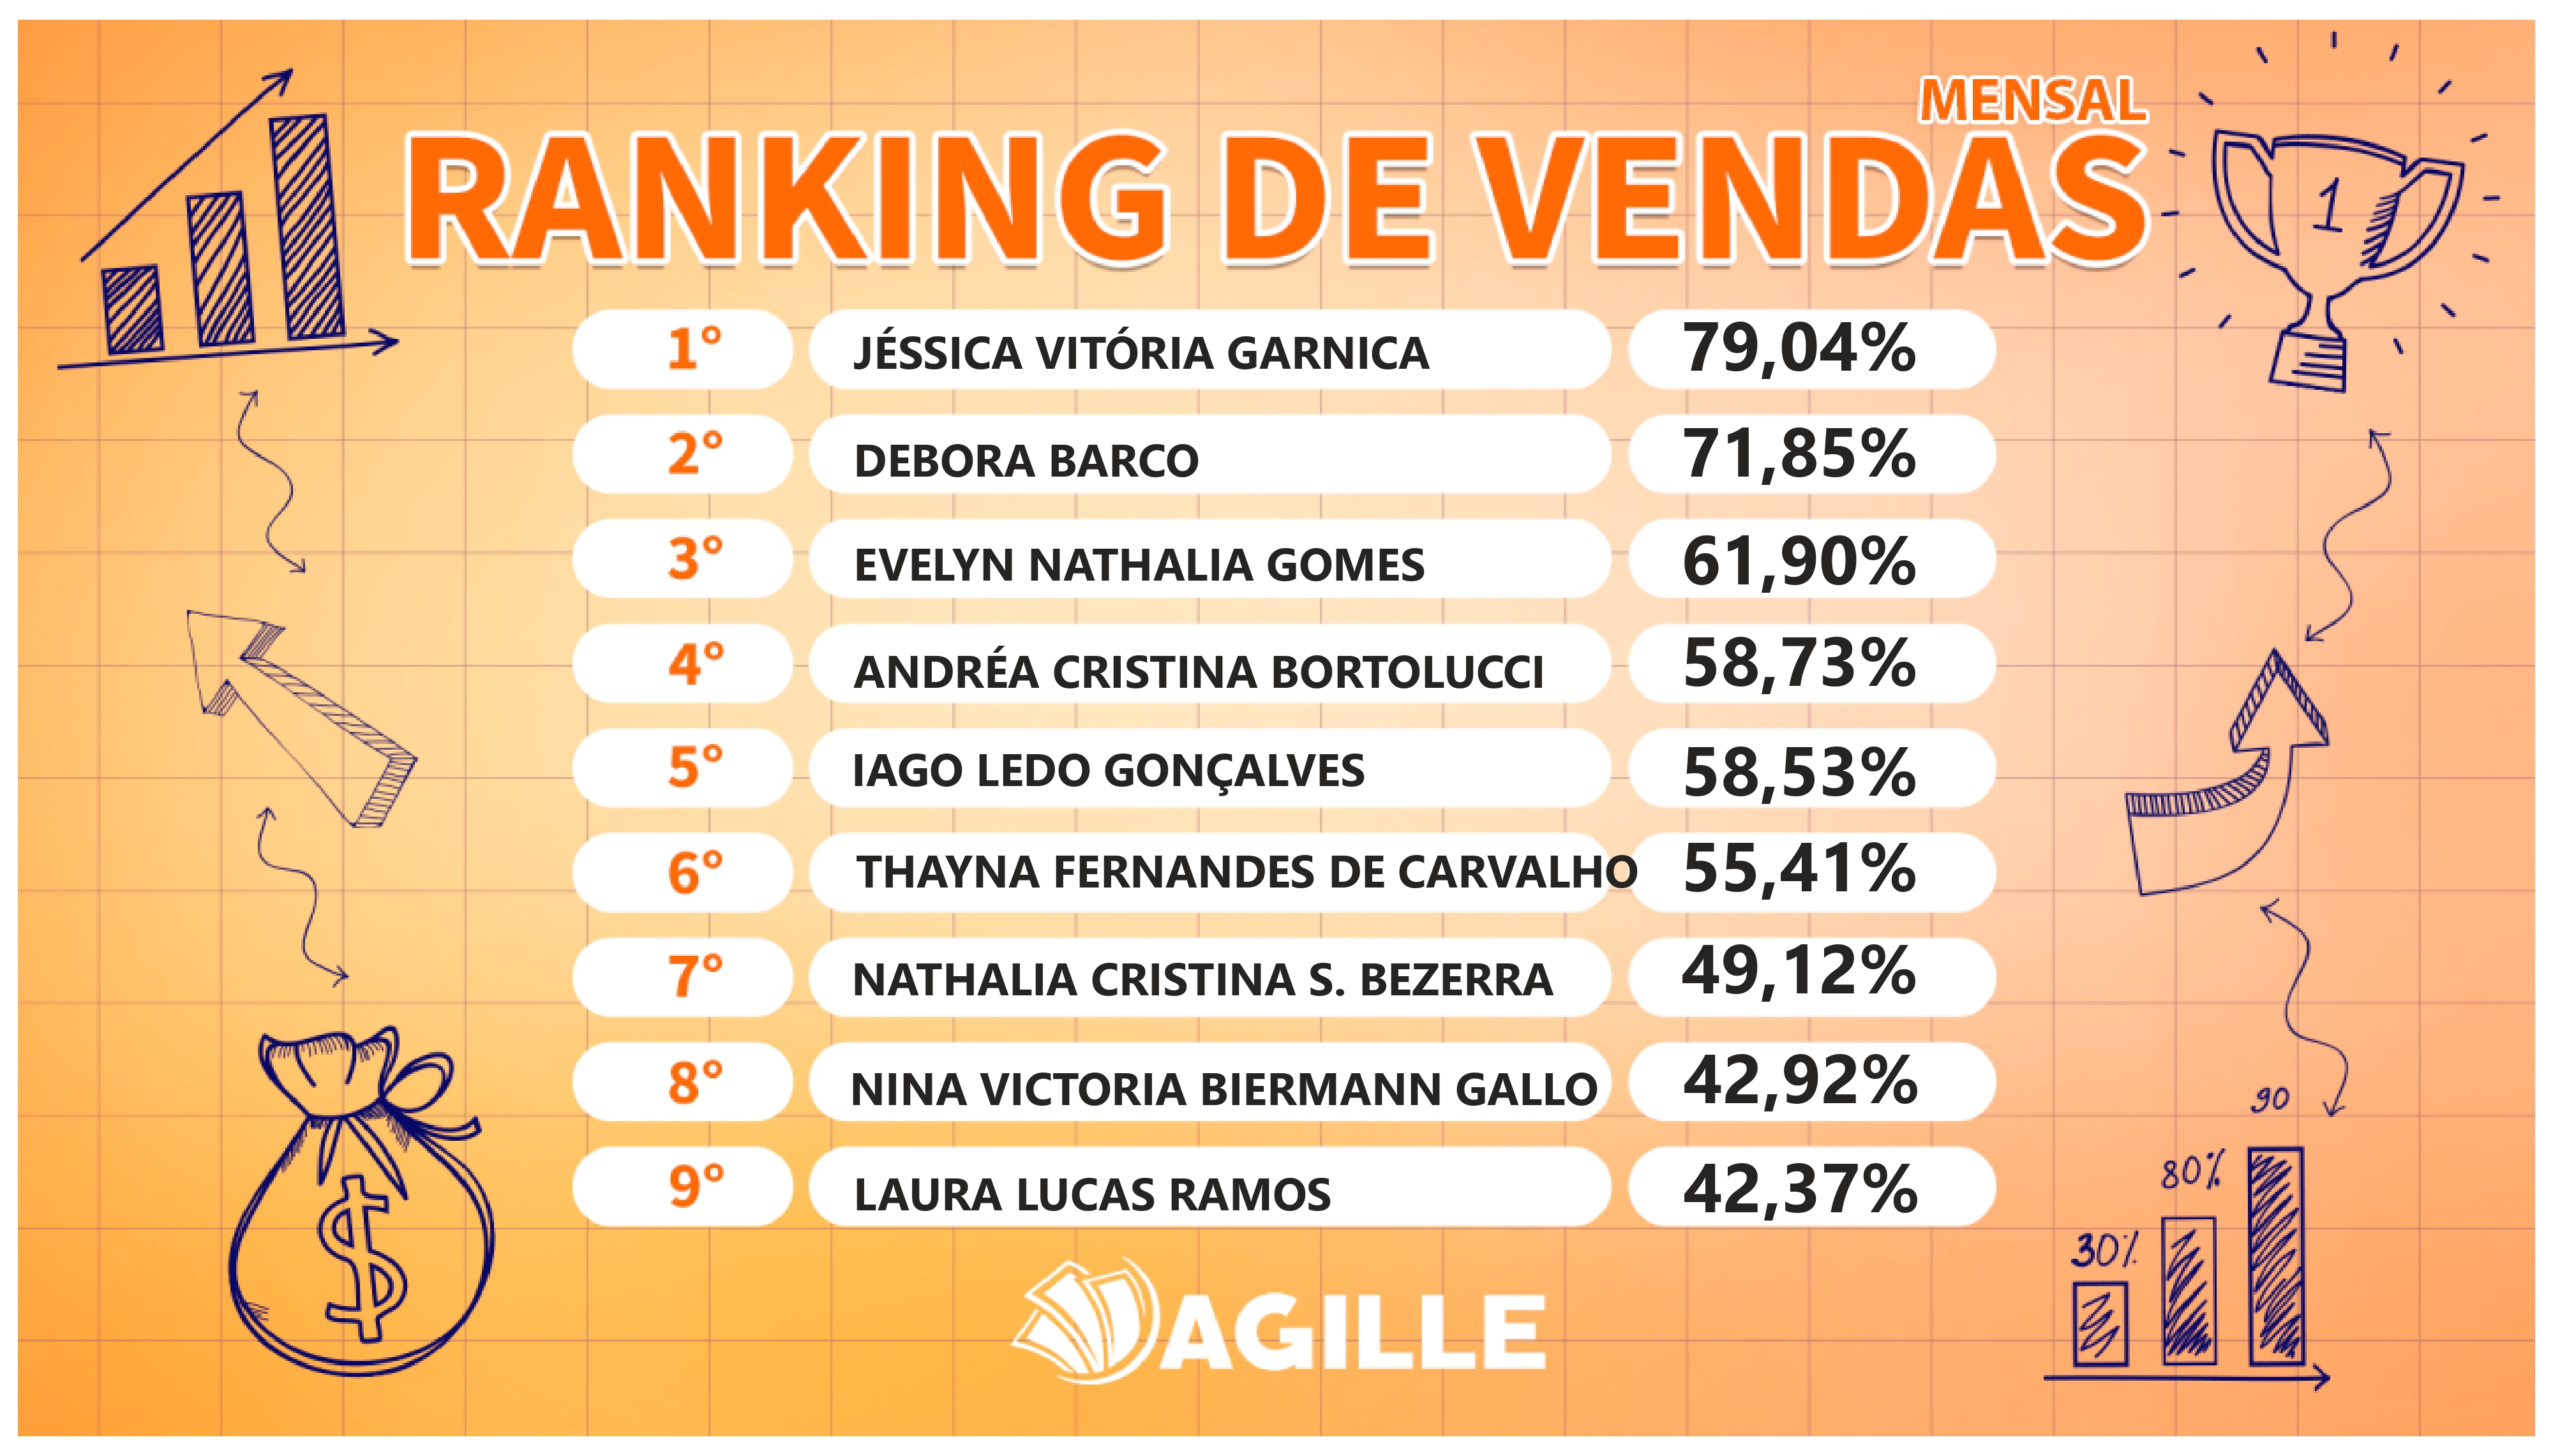 MENSAL
RANKING DE VENDAS
1
1° JÉSSICA VITÓRIA GARNICA 79,04%
2° DEBORA BARCO 71,85%
3° EVELYN NATHALIA GOMES 61,90%
4° ANDRÉA CRISTINA BORTOLUCCI 58,73%
5° IAGO LEDO GONÇALVES 58,53%
6° THAYNA FERNANDES DE CARVALHO 55,41%
7° NATHALIA CRISTINA S. BEZERRA 49,12%
8° NINA VICTORIA BIERMANN GALLO 42,92%
9° LAURA LUCAS RAMOS 42,37%
$
90
80%
30%
AGILLE